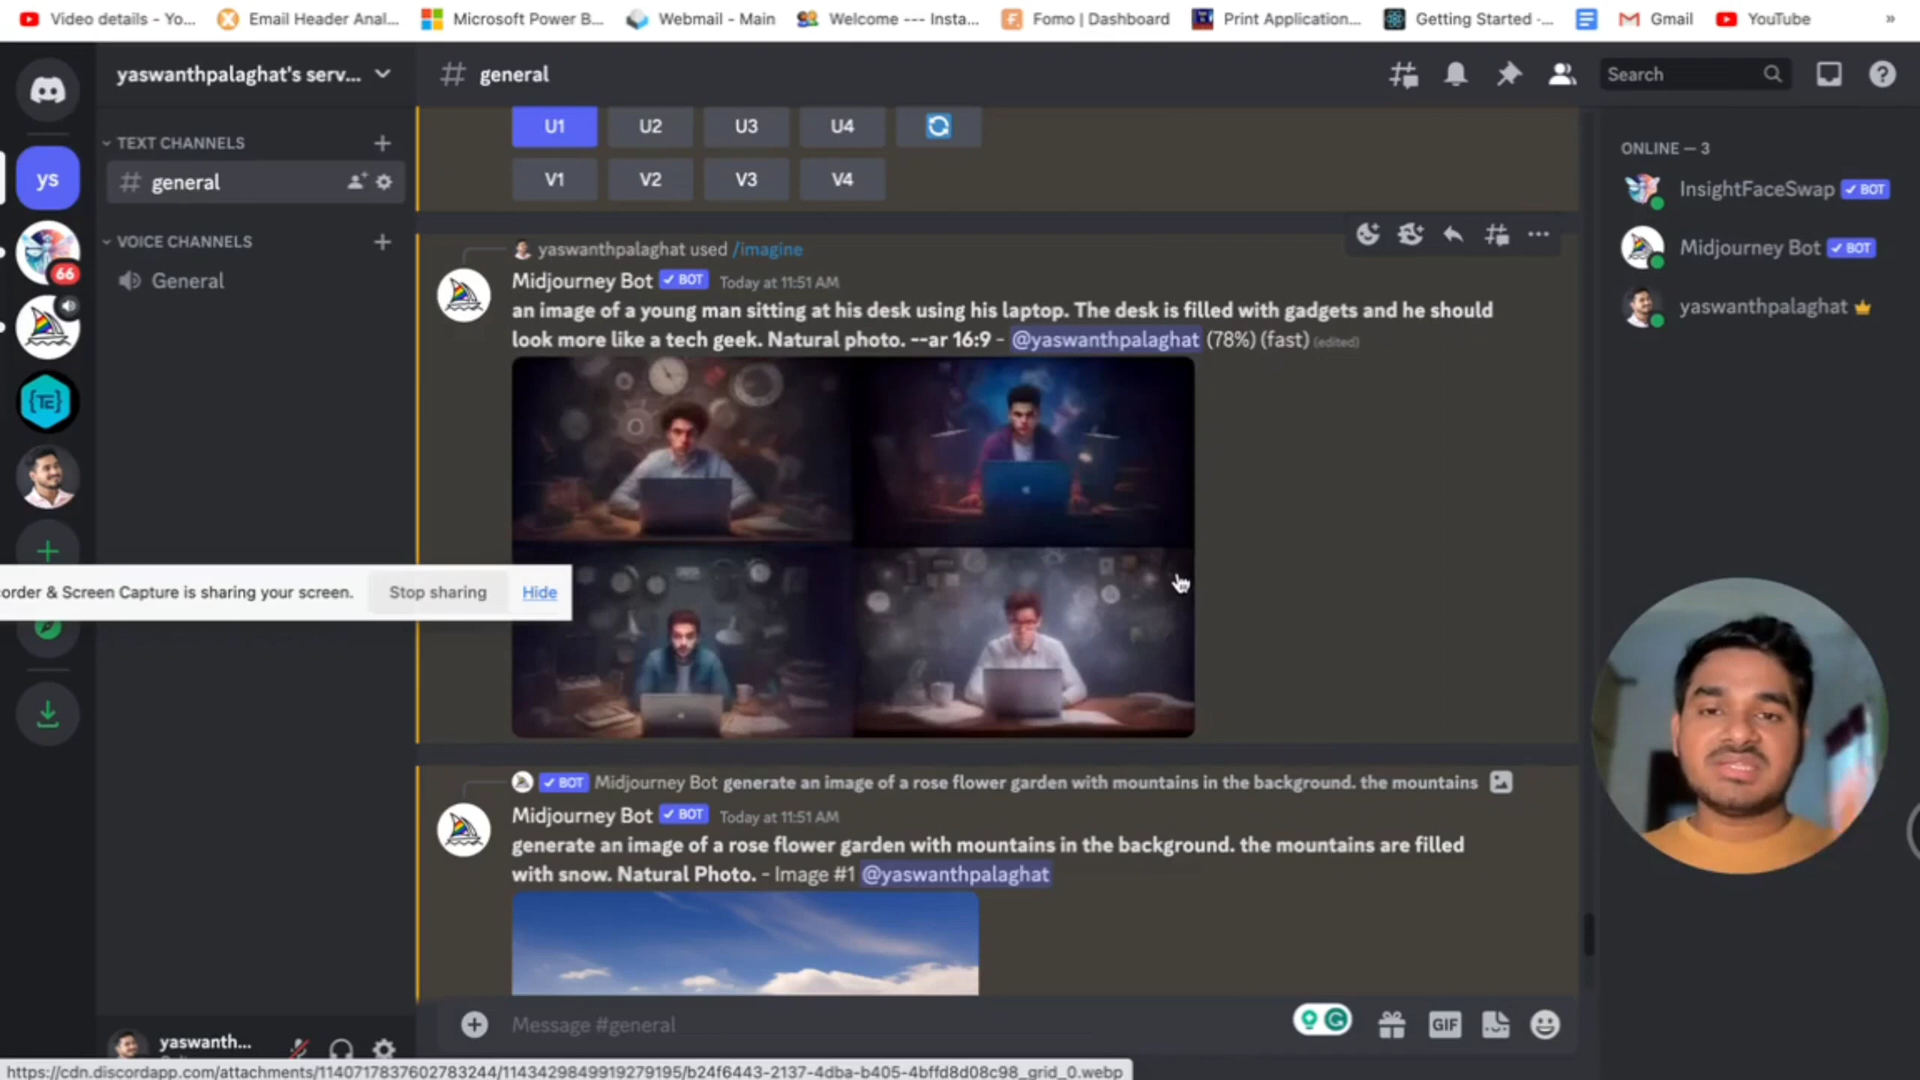 Video details - Yo...
Email Header Anal...
Microsoft Power B...
Webmail - Main
Welcome --- Insta...
Fomo | Dashboard
Print Application...
Getting Started -...
Gmail
YouTube
»
yaswanthpalaghat's serv...
general
Search
TEXT CHANNELS
general
VOICE CHANNELS
General
ys
66
{TC}
U1 U2 U3 U4
V1 V2 V3 V4
yaswanthpalaghat used /imagine
Midjourney Bot BOT Today at 11:51 AM
an image of a young man sitting at his desk using his laptop. The desk is filled with gadgets and he should
look more like a tech geek. Natural photo. --ar 16:9 - @yaswanthpalaghat (78%) (fast) (edited)
order & Screen Capture is sharing your screen. Stop sharing Hide
BOT Midjourney Bot generate an image of a rose flower garden with mountains in the background. the mountains
Midjourney Bot BOT Today at 11:51 AM
generate an image of a rose flower garden with mountains in the background. the mountains are filled
with snow. Natural Photo. - Image #1 @yaswanthpalaghat
Message #general
GIF
ONLINE — 3
InsightFaceSwap BOT
Midjourney Bot BOT
yaswanthpalaghat
yaswanth...
https://cdn.discordapp.com/attachments/1140717837602783244/1143429849919279195/b24f6443-2137-4dba-b405-4bffd8d08c98_grid_0.webp